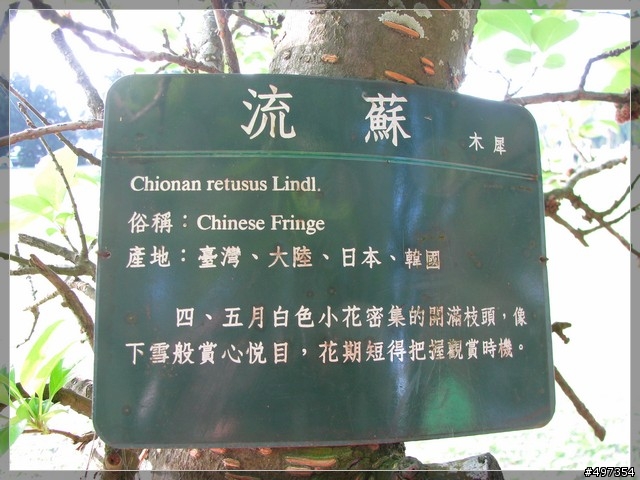 流 蘇 木犀
Chionan retusus Lindl.
俗稱：Chinese Fringe
產地：臺灣、大陸、日本、韓國
四、五月白色小花密集的開滿枝頭，像
下雪般賞心悅目，花期短得把握觀賞時機。
#497354